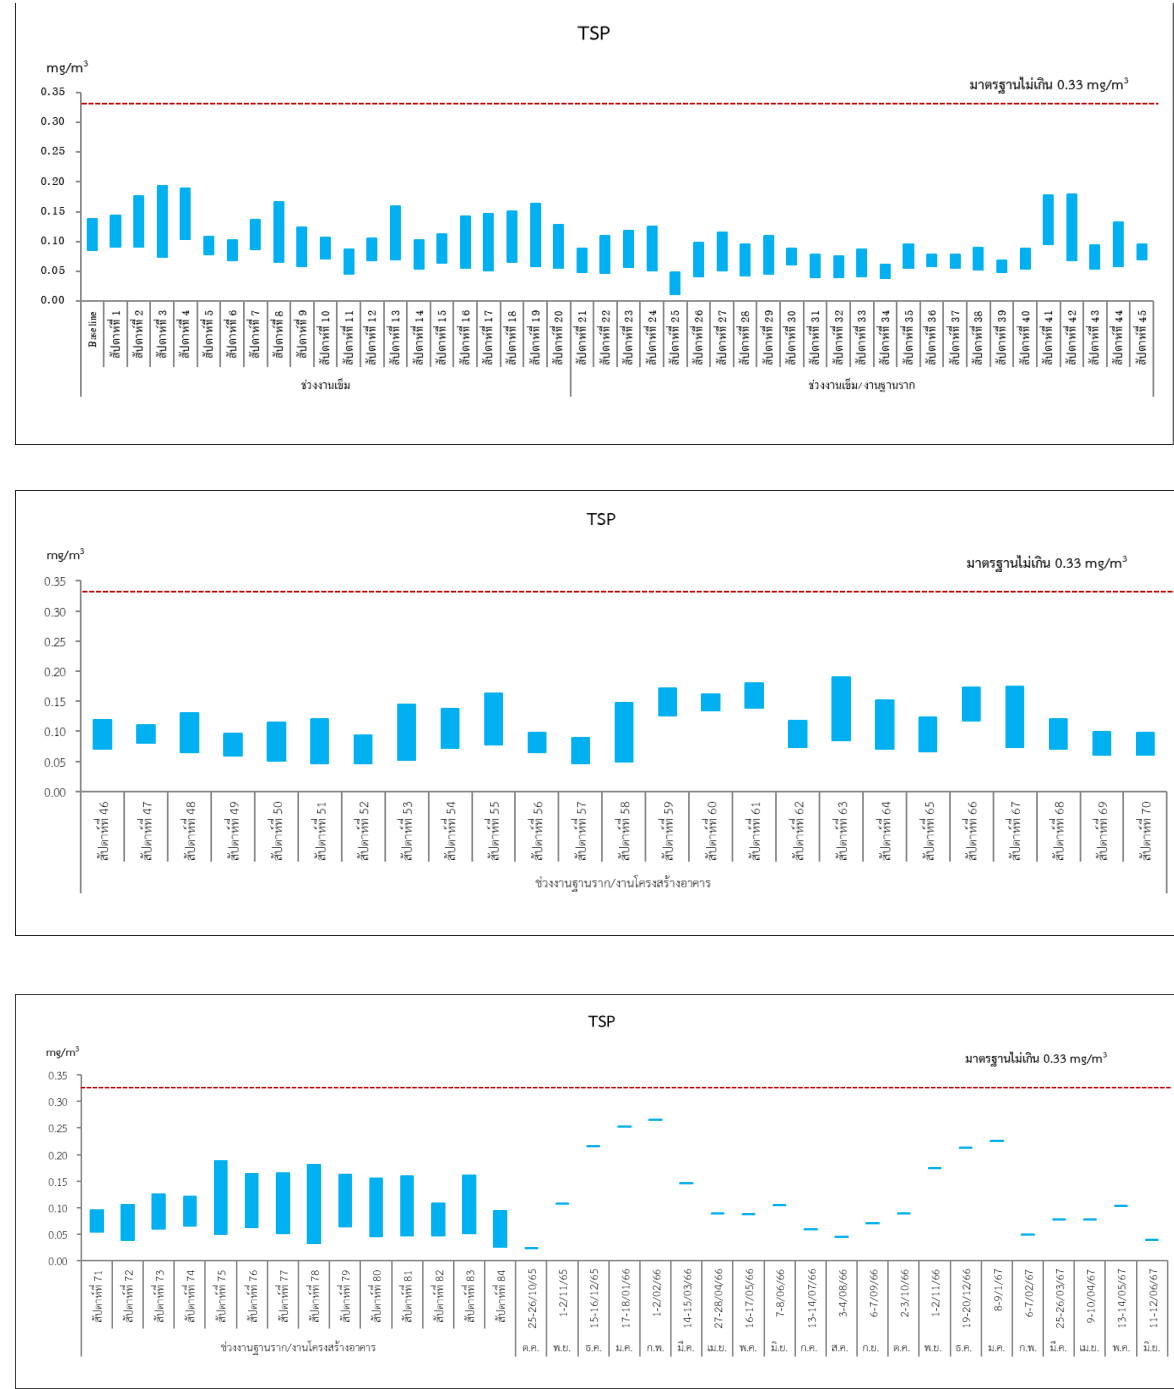 TSP
mg/m³
มาตรฐานไม่เกิน 0.33 mg/m³
0.35
0.30
0.25
0.20
0.15
0.10
0.05
0.00
Baseline
สัปดาห์ที่ 1
สัปดาห์ที่ 2
สัปดาห์ที่ 3
สัปดาห์ที่ 4
สัปดาห์ที่ 5
สัปดาห์ที่ 6
สัปดาห์ที่ 7
สัปดาห์ที่ 8
สัปดาห์ที่ 9
สัปดาห์ที่ 10
สัปดาห์ที่ 11
สัปดาห์ที่ 12
สัปดาห์ที่ 13
สัปดาห์ที่ 14
สัปดาห์ที่ 15
สัปดาห์ที่ 16
สัปดาห์ที่ 17
สัปดาห์ที่ 18
สัปดาห์ที่ 19
สัปดาห์ที่ 20
สัปดาห์ที่ 21
สัปดาห์ที่ 22
สัปดาห์ที่ 23
สัปดาห์ที่ 24
สัปดาห์ที่ 25
สัปดาห์ที่ 26
สัปดาห์ที่ 27
สัปดาห์ที่ 28
สัปดาห์ที่ 29
สัปดาห์ที่ 30
สัปดาห์ที่ 31
สัปดาห์ที่ 32
สัปดาห์ที่ 33
สัปดาห์ที่ 34
สัปดาห์ที่ 35
สัปดาห์ที่ 36
สัปดาห์ที่ 37
สัปดาห์ที่ 38
สัปดาห์ที่ 39
สัปดาห์ที่ 40
สัปดาห์ที่ 41
สัปดาห์ที่ 42
สัปดาห์ที่ 43
สัปดาห์ที่ 44
สัปดาห์ที่ 45
ช่วงงานเข็ม
ช่วงงานเข็ม/งานฐานราก
TSP
mg/m³
มาตรฐานไม่เกิน 0.33 mg/m³
0.35
0.30
0.25
0.20
0.15
0.10
0.05
0.00
สัปดาห์ที่ 46
สัปดาห์ที่ 47
สัปดาห์ที่ 48
สัปดาห์ที่ 49
สัปดาห์ที่ 50
สัปดาห์ที่ 51
สัปดาห์ที่ 52
สัปดาห์ที่ 53
สัปดาห์ที่ 54
สัปดาห์ที่ 55
สัปดาห์ที่ 56
สัปดาห์ที่ 57
สัปดาห์ที่ 58
สัปดาห์ที่ 59
สัปดาห์ที่ 60
สัปดาห์ที่ 61
สัปดาห์ที่ 62
สัปดาห์ที่ 63
สัปดาห์ที่ 64
สัปดาห์ที่ 65
สัปดาห์ที่ 66
สัปดาห์ที่ 67
สัปดาห์ที่ 68
สัปดาห์ที่ 69
สัปดาห์ที่ 70
ช่วงงานฐานราก/งานโครงสร้างอาคาร
TSP
mg/m³
มาตรฐานไม่เกิน 0.33 mg/m³
0.35
0.30
0.25
0.20
0.15
0.10
0.05
0.00
สัปดาห์ที่ 71
สัปดาห์ที่ 72
สัปดาห์ที่ 73
สัปดาห์ที่ 74
สัปดาห์ที่ 75
สัปดาห์ที่ 76
สัปดาห์ที่ 77
สัปดาห์ที่ 78
สัปดาห์ที่ 79
สัปดาห์ที่ 80
สัปดาห์ที่ 81
สัปดาห์ที่ 82
สัปดาห์ที่ 83
สัปดาห์ที่ 84
25-26/10/65
1-2/11/65
15-16/12/65
17-18/01/66
1-2/02/66
14-15/03/66
27-28/04/66
16-17/05/66
7-8/06/66
13-14/07/66
3-4/08/66
6-7/09/66
2-3/10/66
1-2/11/66
19-20/12/66
8-9/1/67
6-7/02/67
25-26/03/67
9-10/04/67
13-14/05/67
11-12/06/67
ช่วงงานฐานราก/งานโครงสร้างอาคาร
ต.ค.
พ.ย.
ธ.ค.
ม.ค.
ก.พ.
มี.ค.
เม.ย.
พ.ค.
มิ.ย.
ก.ค.
ส.ค.
ก.ย.
ต.ค.
พ.ย.
ธ.ค.
ม.ค.
ก.พ.
มี.ค.
เม.ย.
พ.ค.
มิ.ย.